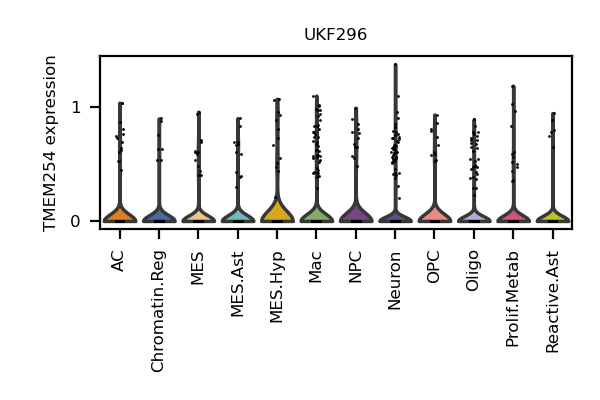 UKF296
TMEM254 expression
1
0
AC
Chromatin.Reg
MES
MES.Ast
MES.Hyp
Mac
NPC
Neuron
OPC
Oligo
Prolif.Metab
Reactive.Ast